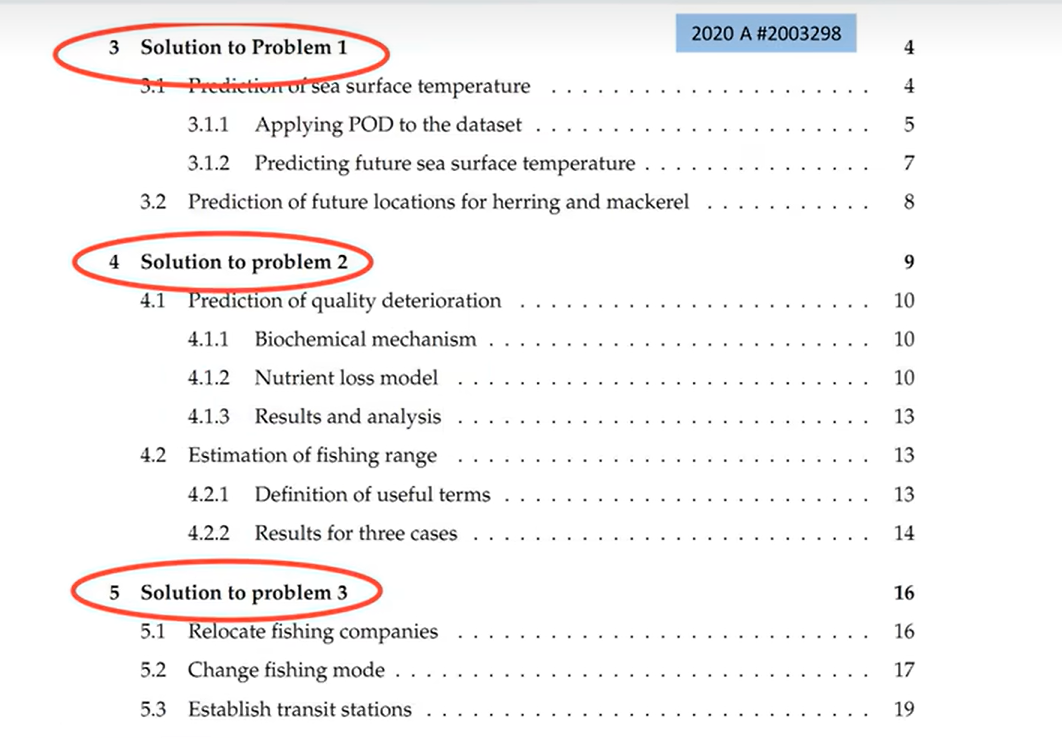 2020 A #2003298
3 Solution to Problem 1 4
3.1 Prediction of sea surface temperature . . . . . . . . . . . . . . . . . . . . . 4
3.1.1 Applying POD to the dataset . . . . . . . . . . . . . . . . . . . . . . 5
3.1.2 Predicting future sea surface temperature . . . . . . . . . . . . . . . 7
3.2 Prediction of future locations for herring and mackerel . . . . . . . . . . . 8
4 Solution to problem 2 9
4.1 Prediction of quality deterioration . . . . . . . . . . . . . . . . . . . . . . . 10
4.1.1 Biochemical mechanism . . . . . . . . . . . . . . . . . . . . . . . . . 10
4.1.2 Nutrient loss model . . . . . . . . . . . . . . . . . . . . . . . . . . . 10
4.1.3 Results and analysis . . . . . . . . . . . . . . . . . . . . . . . . . . . 13
4.2 Estimation of fishing range . . . . . . . . . . . . . . . . . . . . . . . . . . . 13
4.2.1 Definition of useful terms . . . . . . . . . . . . . . . . . . . . . . . . 13
4.2.2 Results for three cases . . . . . . . . . . . . . . . . . . . . . . . . . . 14
5 Solution to problem 3 16
5.1 Relocate fishing companies . . . . . . . . . . . . . . . . . . . . . . . . . . . 16
5.2 Change fishing mode . . . . . . . . . . . . . . . . . . . . . . . . . . . . . . . 17
5.3 Establish transit stations . . . . . . . . . . . . . . . . . . . . . . . . . . . . . 19